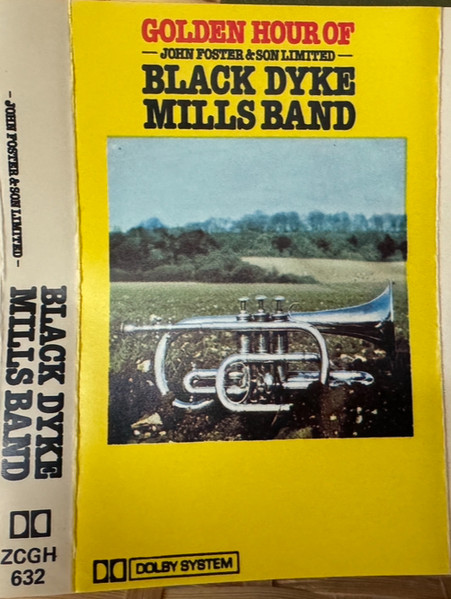 GOLDEN HOUR OF
— JOHN FOSTER & SON LIMITED —
BLACK DYKE
MILLS BAND
DOLBY SYSTEM
– JOHN FOSTER & SON LIMITED –
BLACK DYKE
MILLS BAND
ZCGH
632